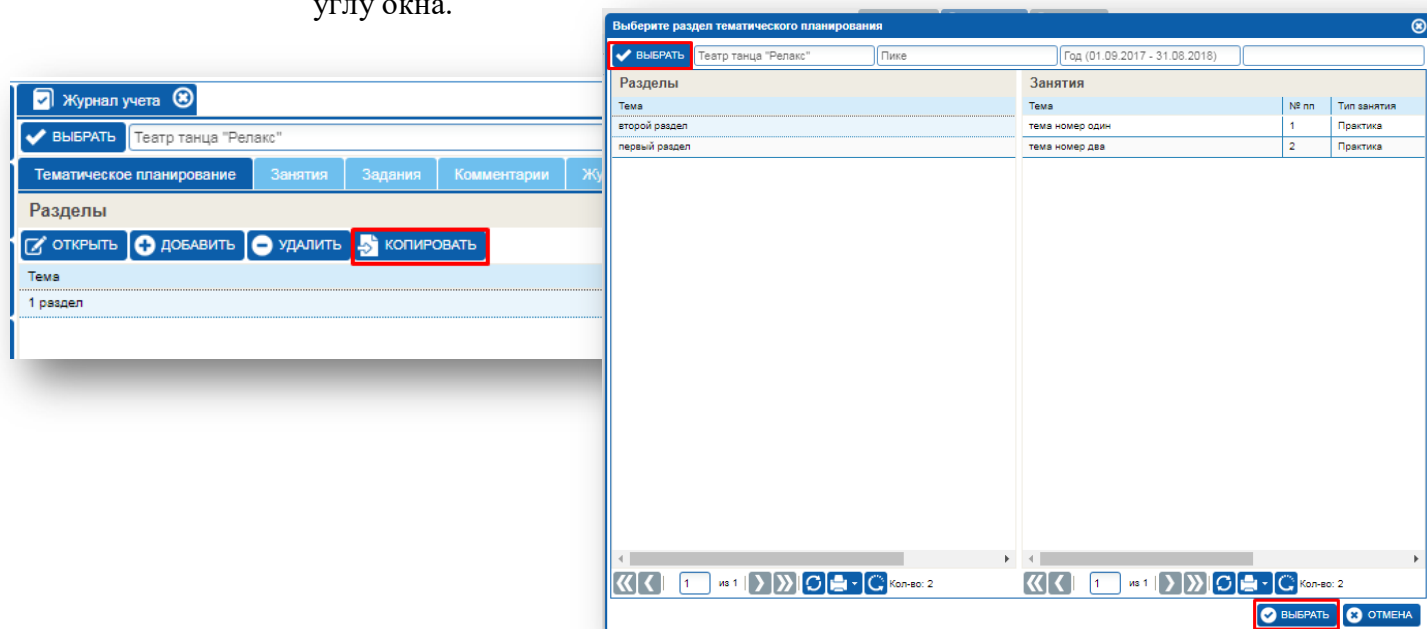 углу окна.
Журнал учета
ВЫБРАТЬ Театр танца "Релакс"
Тематическое планирование Занятия Задания Комментарии
Разделы
ОТКРЫТЬ ДОБАВИТЬ УДАЛИТЬ КОПИРОВАТЬ
Тема
1 раздел
Выберите раздел тематического планирования
ВЫБРАТЬ Театр танца "Релакс" Пике Год (01.09.2017 - 31.08.2018)
Разделы
Тема
второй раздел
первый раздел
1 из 1 Кол-во: 2
Занятия
Тема № пп Тип занятия
тема номер один 1 Практика
тема номер два 2 Практика
1 из 1 Кол-во: 2
ВЫБРАТЬ ОТМЕНА